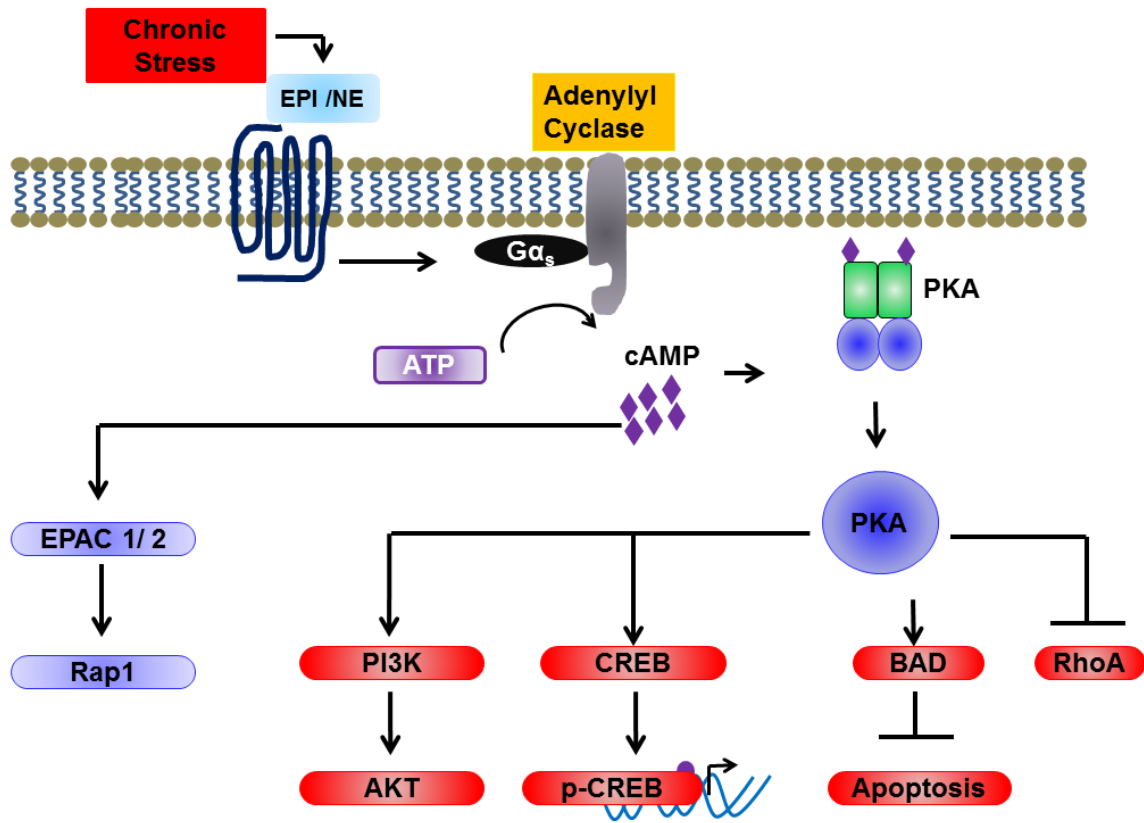 Chronic
Stress
EPI /NE
Adenylyl
Cyclase
Gαs
PKA
ATP
cAMP
PKA
EPAC 1/ 2
PI3K
CREB
BAD
RhoA
Rap1
AKT
p-CREB
Apoptosis